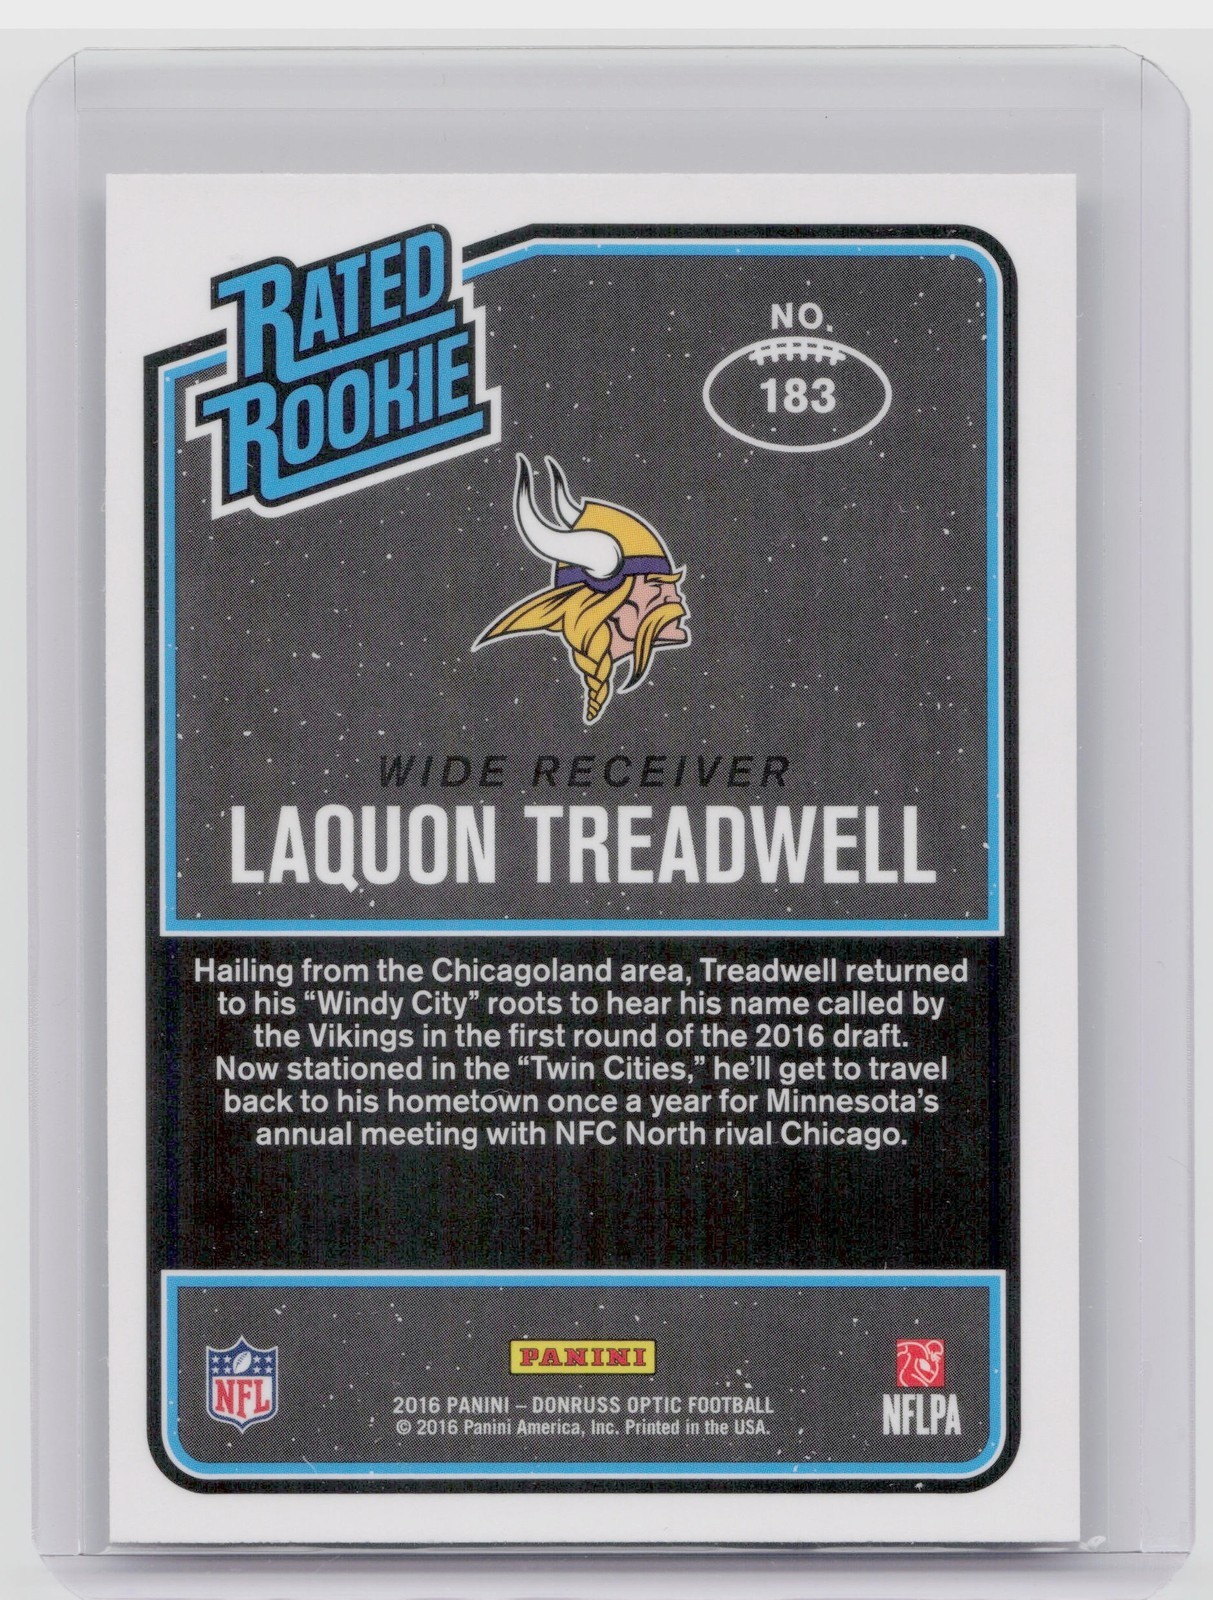 RATED
ROOKIE
NO.
183
WIDE RECEIVER
LAQUON TREADWELL
Hailing from the Chicagoland area, Treadwell returned
to his “Windy City” roots to hear his name called by
the Vikings in the first round of the 2016 draft.
Now stationed in the “Twin Cities,” he’ll get to travel
back to his hometown once a year for Minnesota’s
annual meeting with NFC North rival Chicago.
NFL
PANINI
NFLPA
2016 PANINI – DONRUSS OPTIC FOOTBALL
© 2016 Panini America, Inc. Printed in the USA.